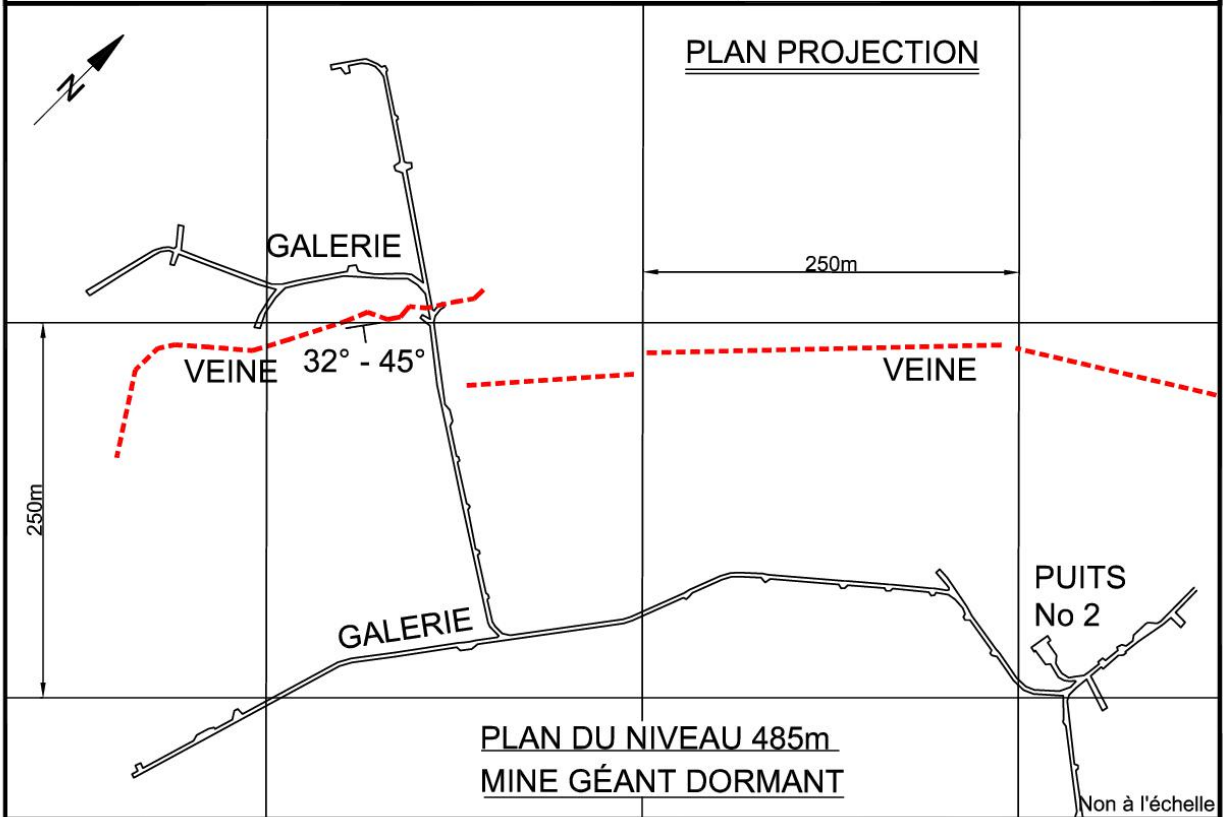 PLAN PROJECTION
N
GALERIE
250m
VEINE
32° - 45°
VEINE
250m
PUITS
No 2
GALERIE
PLAN DU NIVEAU 485m
MINE GÉANT DORMANT
Non à l'échelle